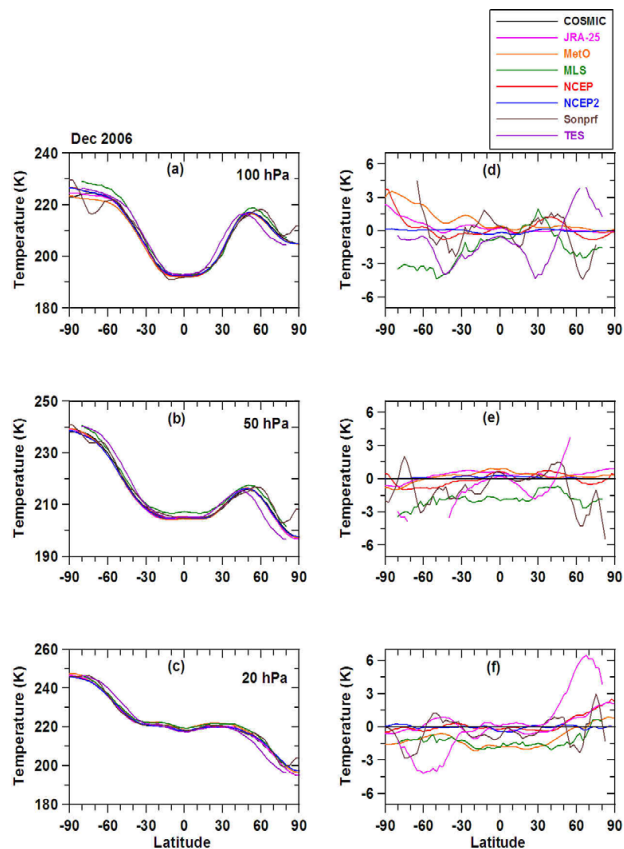 COSMIC
JRA-25
MetO
MLS
NCEP
NCEP2
Sonprf
TES
Dec 2006
240
220
200
180
Temperature (K)
(a)
100 hPa
-90 -60 -30 0 30 60 90
6
3
0
-3
-6
Temperature (K)
(d)
-90 -60 -30 0 30 60 90
250
230
210
190
Temperature (K)
(b)
50 hPa
-90 -60 -30 0 30 60 90
6
3
0
-3
-6
Temperature (K)
(e)
-90 -60 -30 0 30 60 90
260
240
220
200
180
Temperature (K)
(c)
20 hPa
-90 -60 -30 0 30 60 90
Latitude
6
3
0
-3
-6
Temperature (K)
(f)
-90 -60 -30 0 30 60 90
Latitude